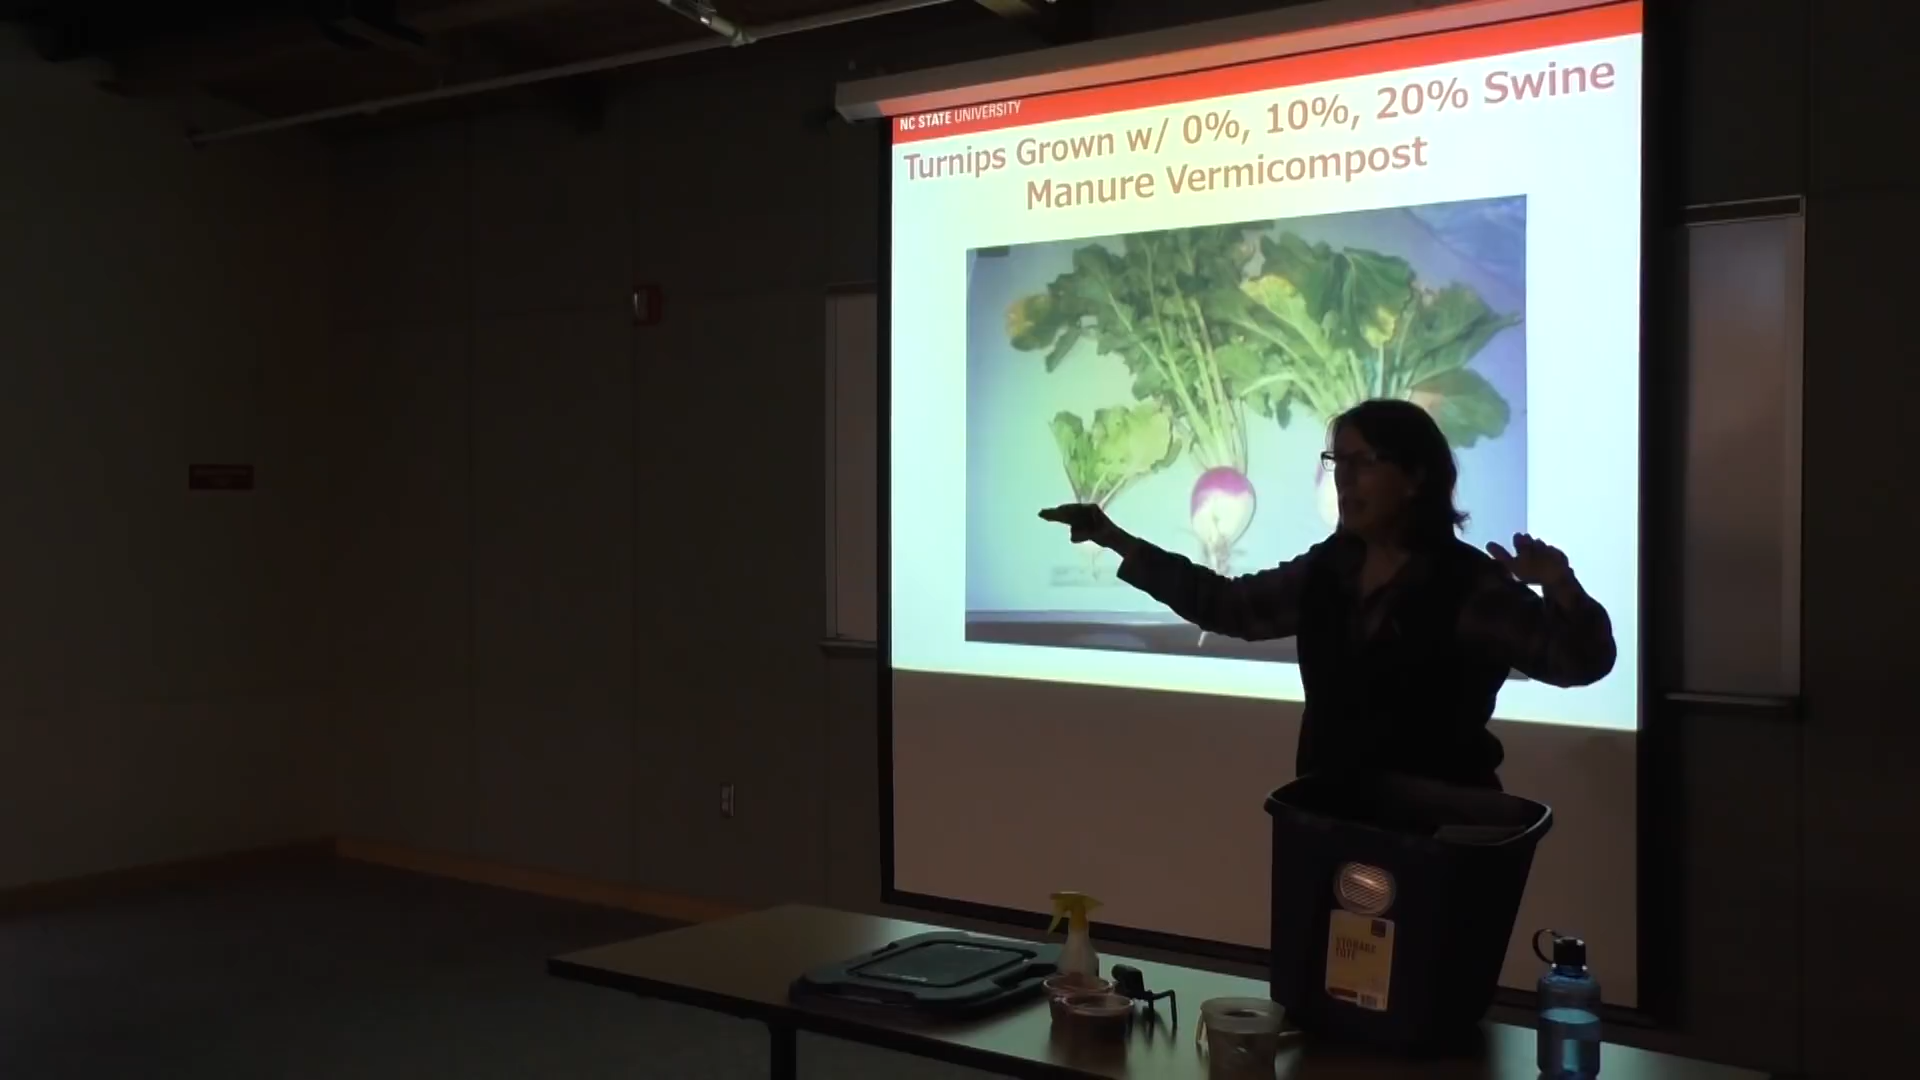 NC STATE UNIVERSITY
Turnips Grown w/ 0%, 10%, 20% Swine
Manure Vermicompost
STORAGE
TOTE